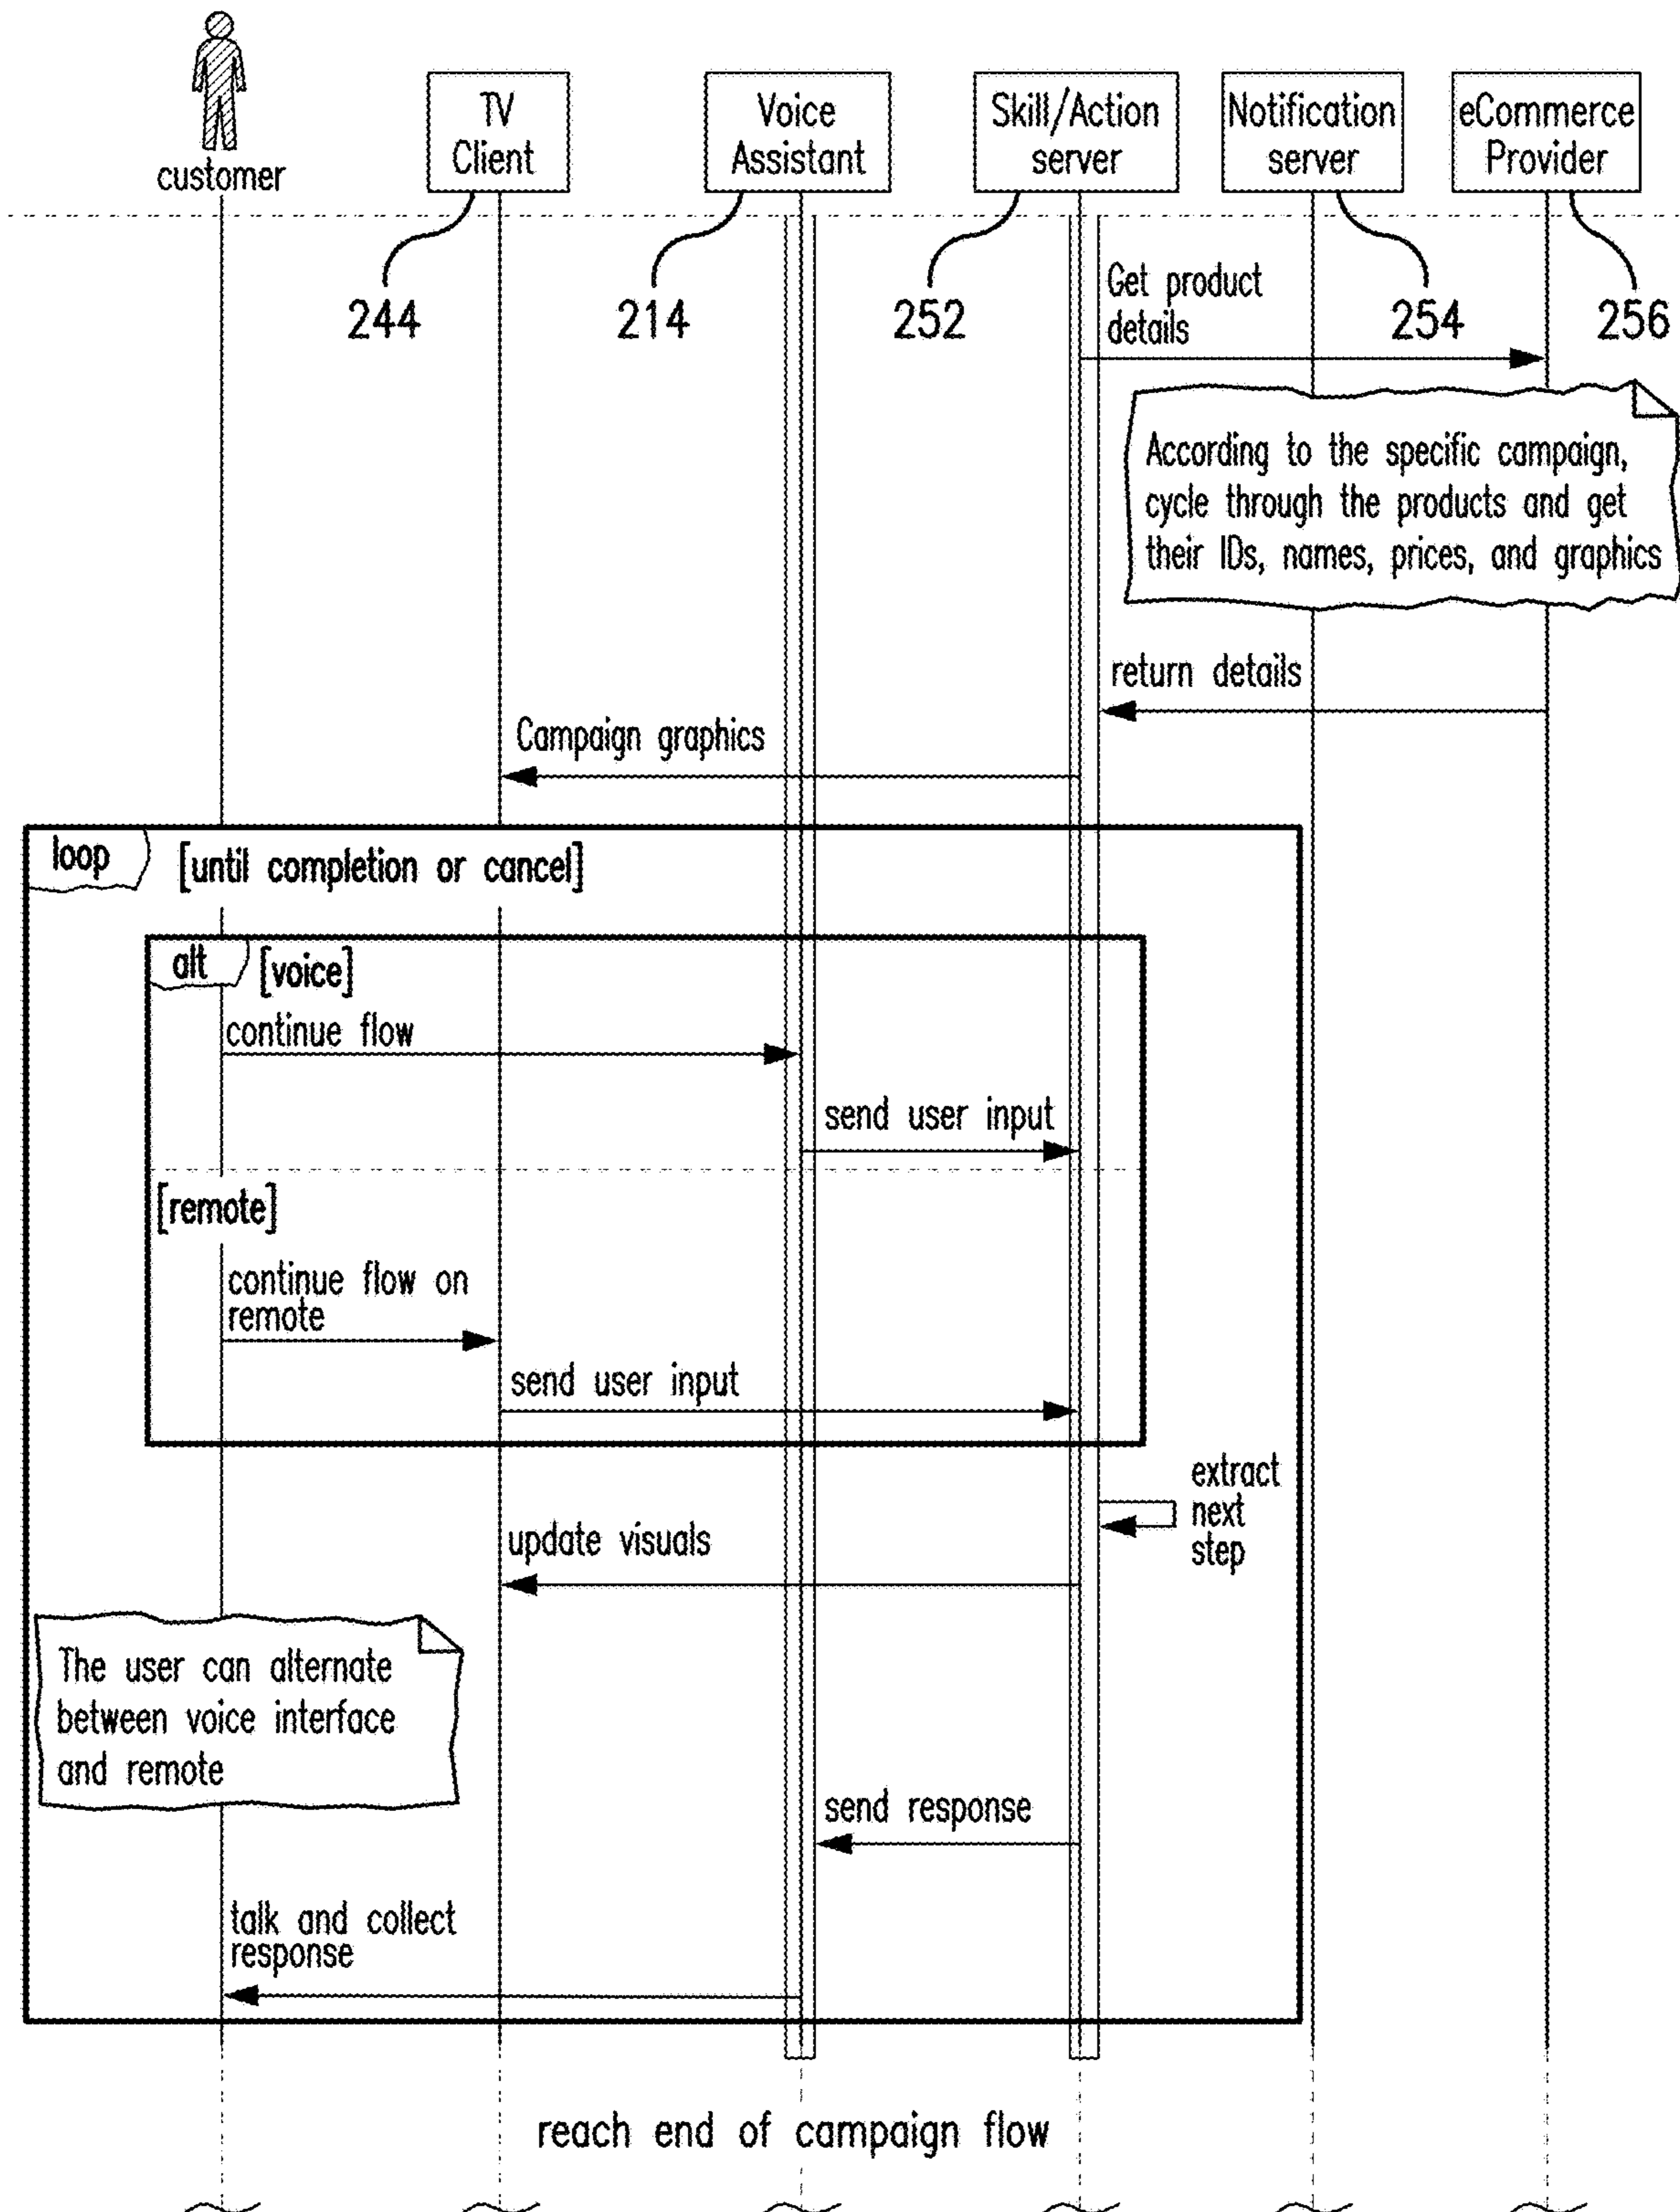 customer
TV
Client
Voice
Assistant
Skill/Action
server
Notification
server
eCommerce
Provider
244
214
252
254
256
Get product
details
According to the specific campaign,
cycle through the products and get
their IDs, names, prices, and graphics
return details
Campaign graphics
loop
[until completion or cancel]
alt
[voice]
continue flow
send user input
[remote]
continue flow on
remote
send user input
extract
next
step
update visuals
The user can alternate
between voice interface
and remote
send response
talk and collect
response
reach end of campaign flow